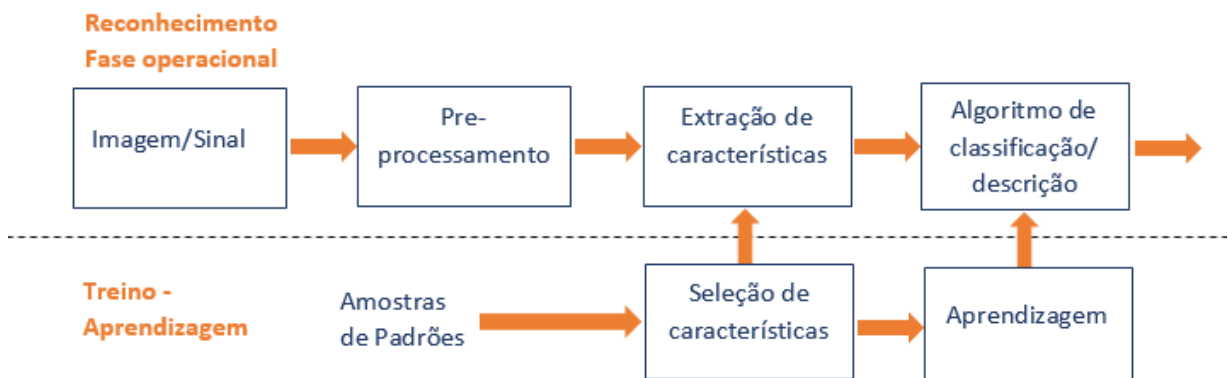 Reconhecimento
Fase operacional
Imagem/Sinal
Pre-
processamento
Extração de
características
Algoritmo de
classificação/
descrição
Treino -
Aprendizagem
Amostras
de Padrões
Seleção de
características
Aprendizagem